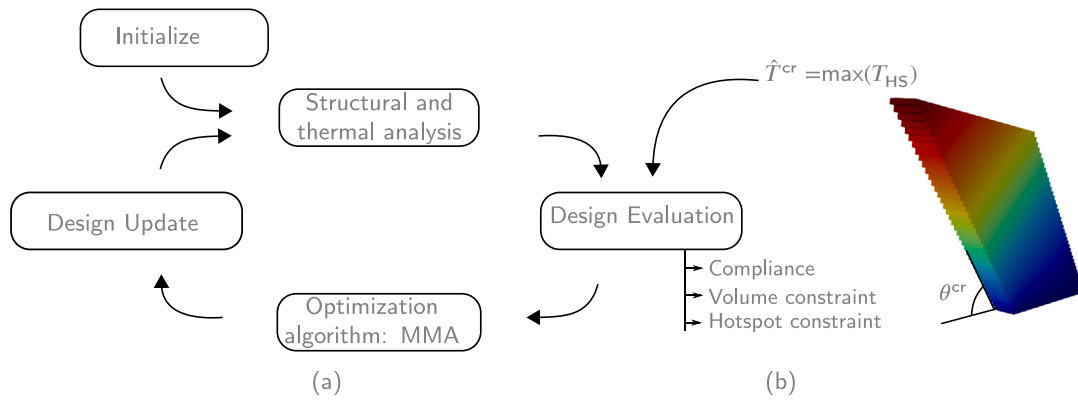 Initialize
Structural and
thermal analysis
Design Update
Optimization
algorithm: MMA
(a)
T̂ᶜʳ =max(T_HS)
Design Evaluation
Compliance
Volume constraint
Hotspot constraint
θᶜʳ
(b)